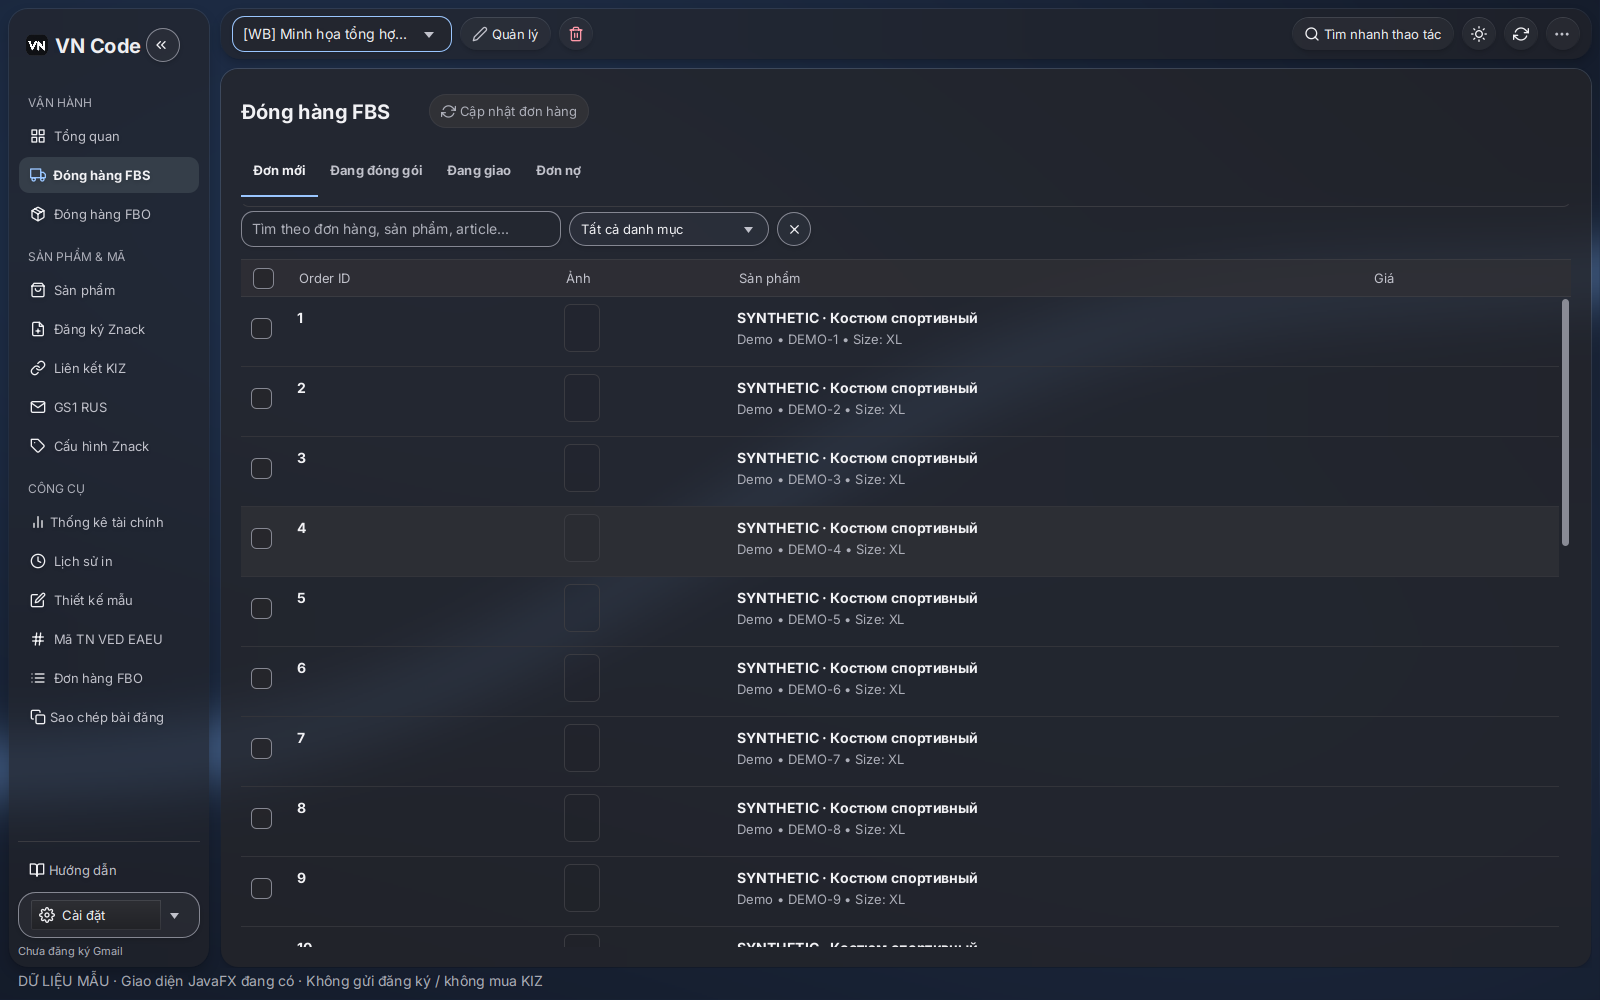 VN VN Code
VẬN HÀNH
Tổng quan
Đóng hàng FBS
Đóng hàng FBO
SẢN PHẨM & MÃ
Sản phẩm
Đăng ký Znack
Liên kết KIZ
GS1 RUS
Cấu hình Znack
CÔNG CỤ
Thống kê tài chính
Lịch sử in
Thiết kế mẫu
Mã TN VED EAEU
Đơn hàng FBO
Sao chép bài đăng
Hướng dẫn
Cài đặt
Chưa đăng ký Gmail
[WB] Minh họa tổng hợ...
Quản lý
Tìm nhanh thao tác
Đóng hàng FBS
Cập nhật đơn hàng
Đơn mới Đang đóng gói Đang giao Đơn nợ
Tìm theo đơn hàng, sản phẩm, article...
Tất cả danh mục
Order ID Ảnh Sản phẩm Giá
1 SYNTHETIC · Костюм спортивный
Demo • DEMO-1 • Size: XL
2 SYNTHETIC · Костюм спортивный
Demo • DEMO-2 • Size: XL
3 SYNTHETIC · Костюм спортивный
Demo • DEMO-3 • Size: XL
4 SYNTHETIC · Костюм спортивный
Demo • DEMO-4 • Size: XL
5 SYNTHETIC · Костюм спортивный
Demo • DEMO-5 • Size: XL
6 SYNTHETIC · Костюм спортивный
Demo • DEMO-6 • Size: XL
7 SYNTHETIC · Костюм спортивный
Demo • DEMO-7 • Size: XL
8 SYNTHETIC · Костюм спортивный
Demo • DEMO-8 • Size: XL
9 SYNTHETIC · Костюм спортивный
Demo • DEMO-9 • Size: XL
10 SYNTHETIC · Костюм спортивный
DỮ LIỆU MẪU · Giao diện JavaFX đang có · Không gửi đăng ký / không mua KIZ